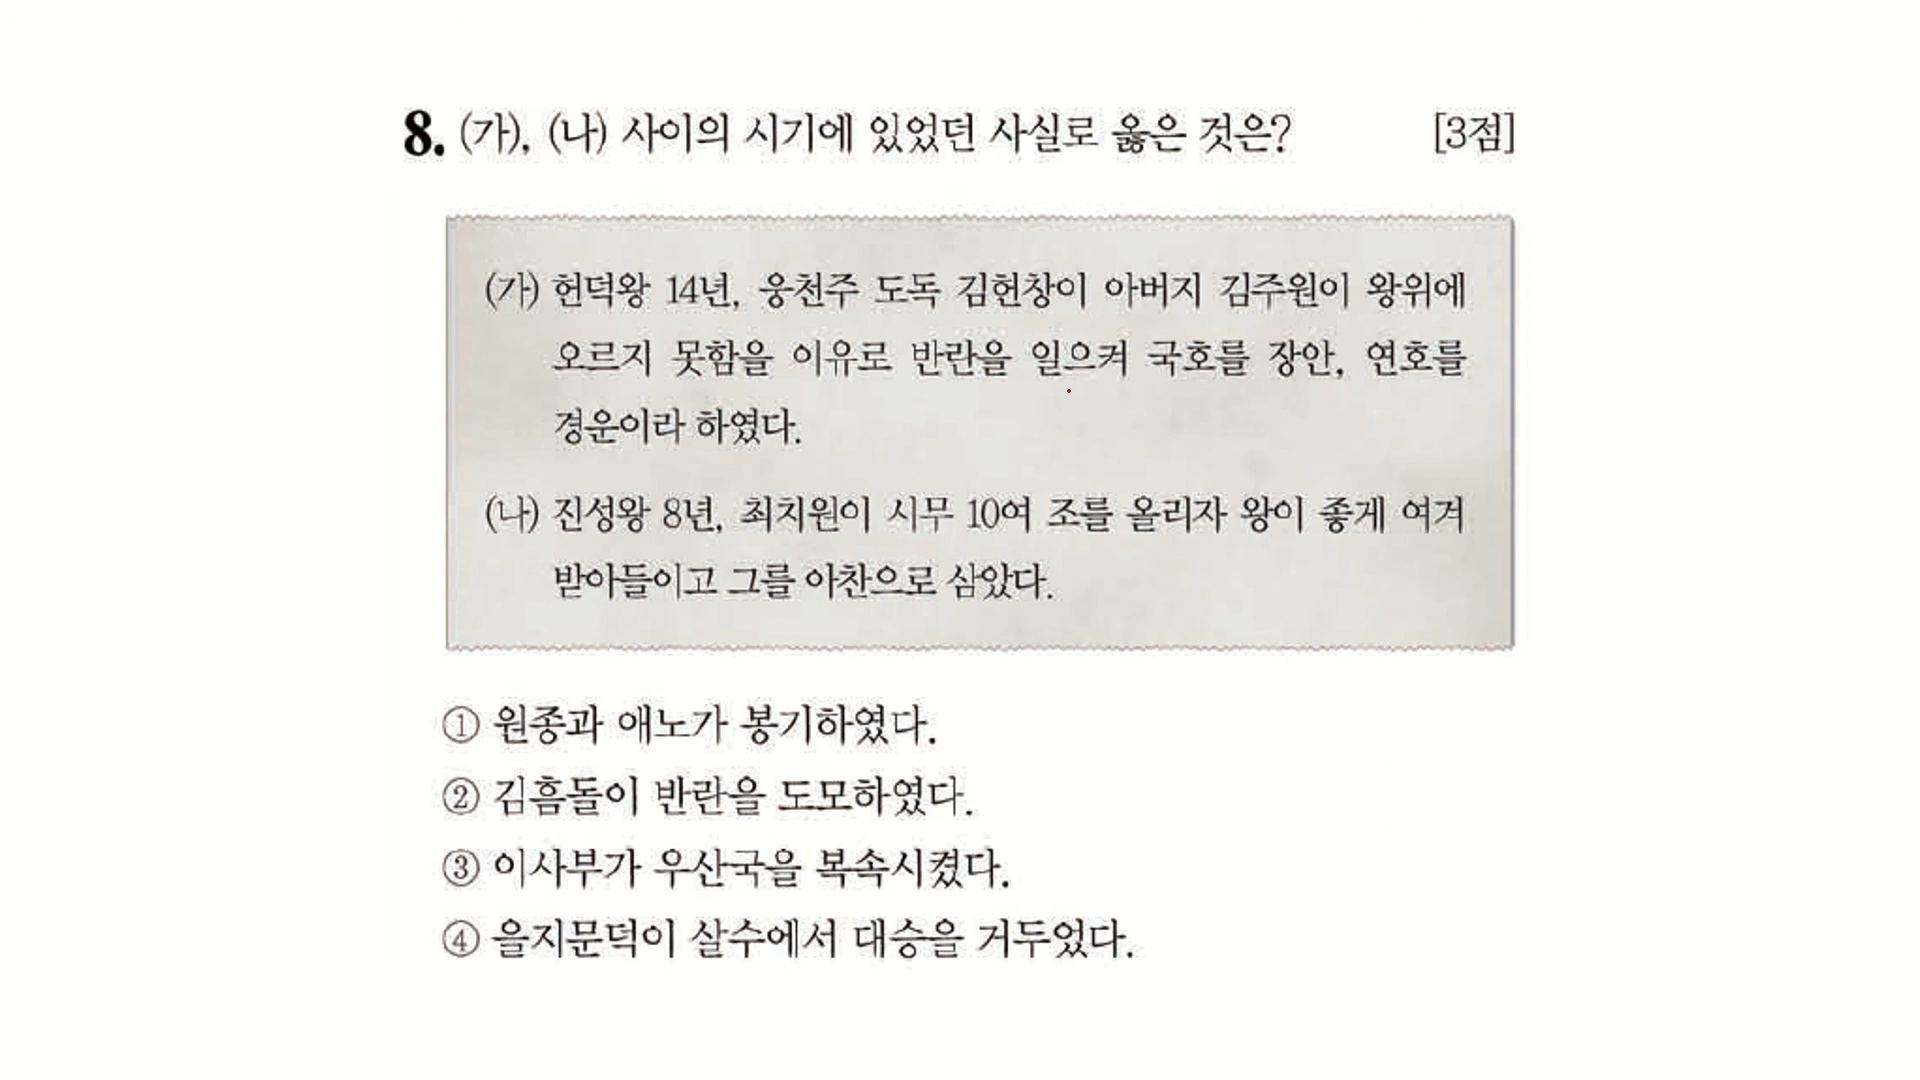 8. (가), (나) 사이의 시기에 있었던 사실로 옳은 것은? [3점]
(가) 헌덕왕 14년, 웅천주 도독 김헌창이 아버지 김주원이 왕위에
오르지 못함을 이유로 반란을 일으켜 국호를 장안, 연호를
경운이라 하였다.
(나) 진성왕 8년, 최치원이 시무 10여 조를 올리자 왕이 좋게 여겨
받아들이고 그를 아찬으로 삼았다.
① 원종과 애노가 봉기하였다.
② 김흠돌이 반란을 도모하였다.
③ 이사부가 우산국을 복속시켰다.
④ 을지문덕이 살수에서 대승을 거두었다.